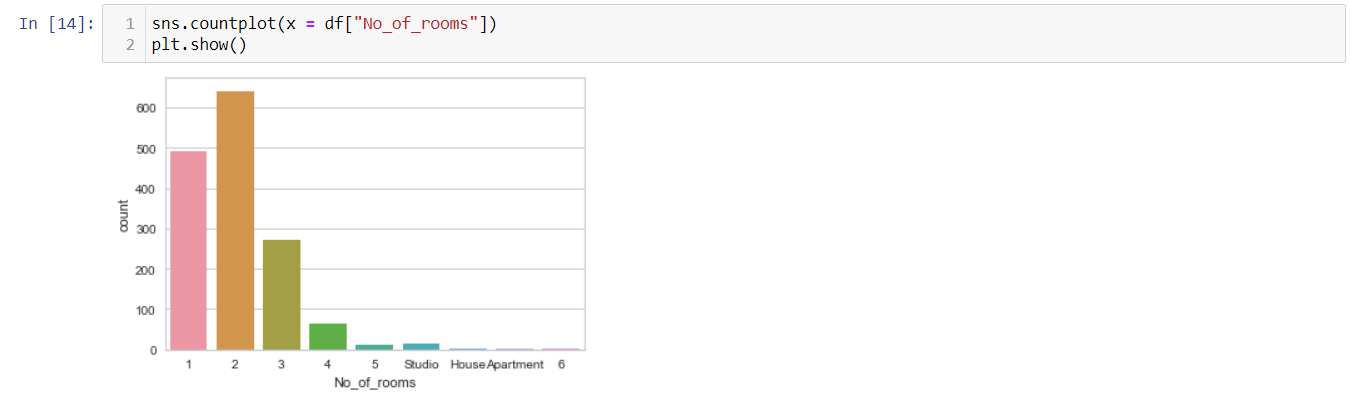 In [14]:
1 sns.countplot(x = df["No_of_rooms"])
2 plt.show()
600
500
400
300
200
100
0
count
1 2 3 4 5 Studio House Apartment 6
No_of_rooms